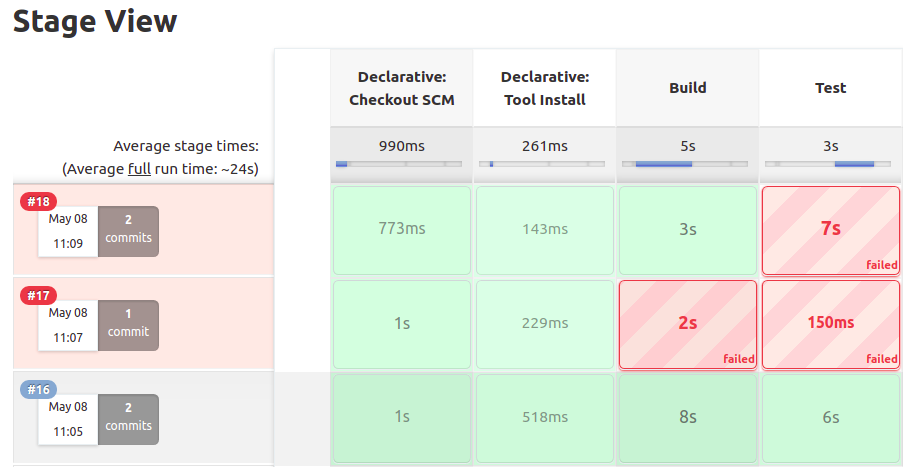 Stage View
Declarative:
Checkout SCM
Declarative:
Tool Install
Build
Test
Average stage times:
(Average full run time: ~24s)
990ms
261ms
5s
3s
#18
May 08
11:09
2
commits
773ms
143ms
3s
7s
failed
#17
May 08
11:07
1
commit
1s
229ms
2s
failed
150ms
failed
#16
May 08
11:05
2
commits
1s
518ms
8s
6s